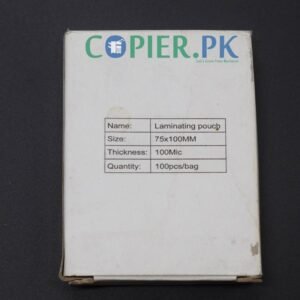 COPIER.PK
Name: Laminating pouch
Size: 75x100MM
Thickness: 100Mic
Quantity: 100pcs/bag